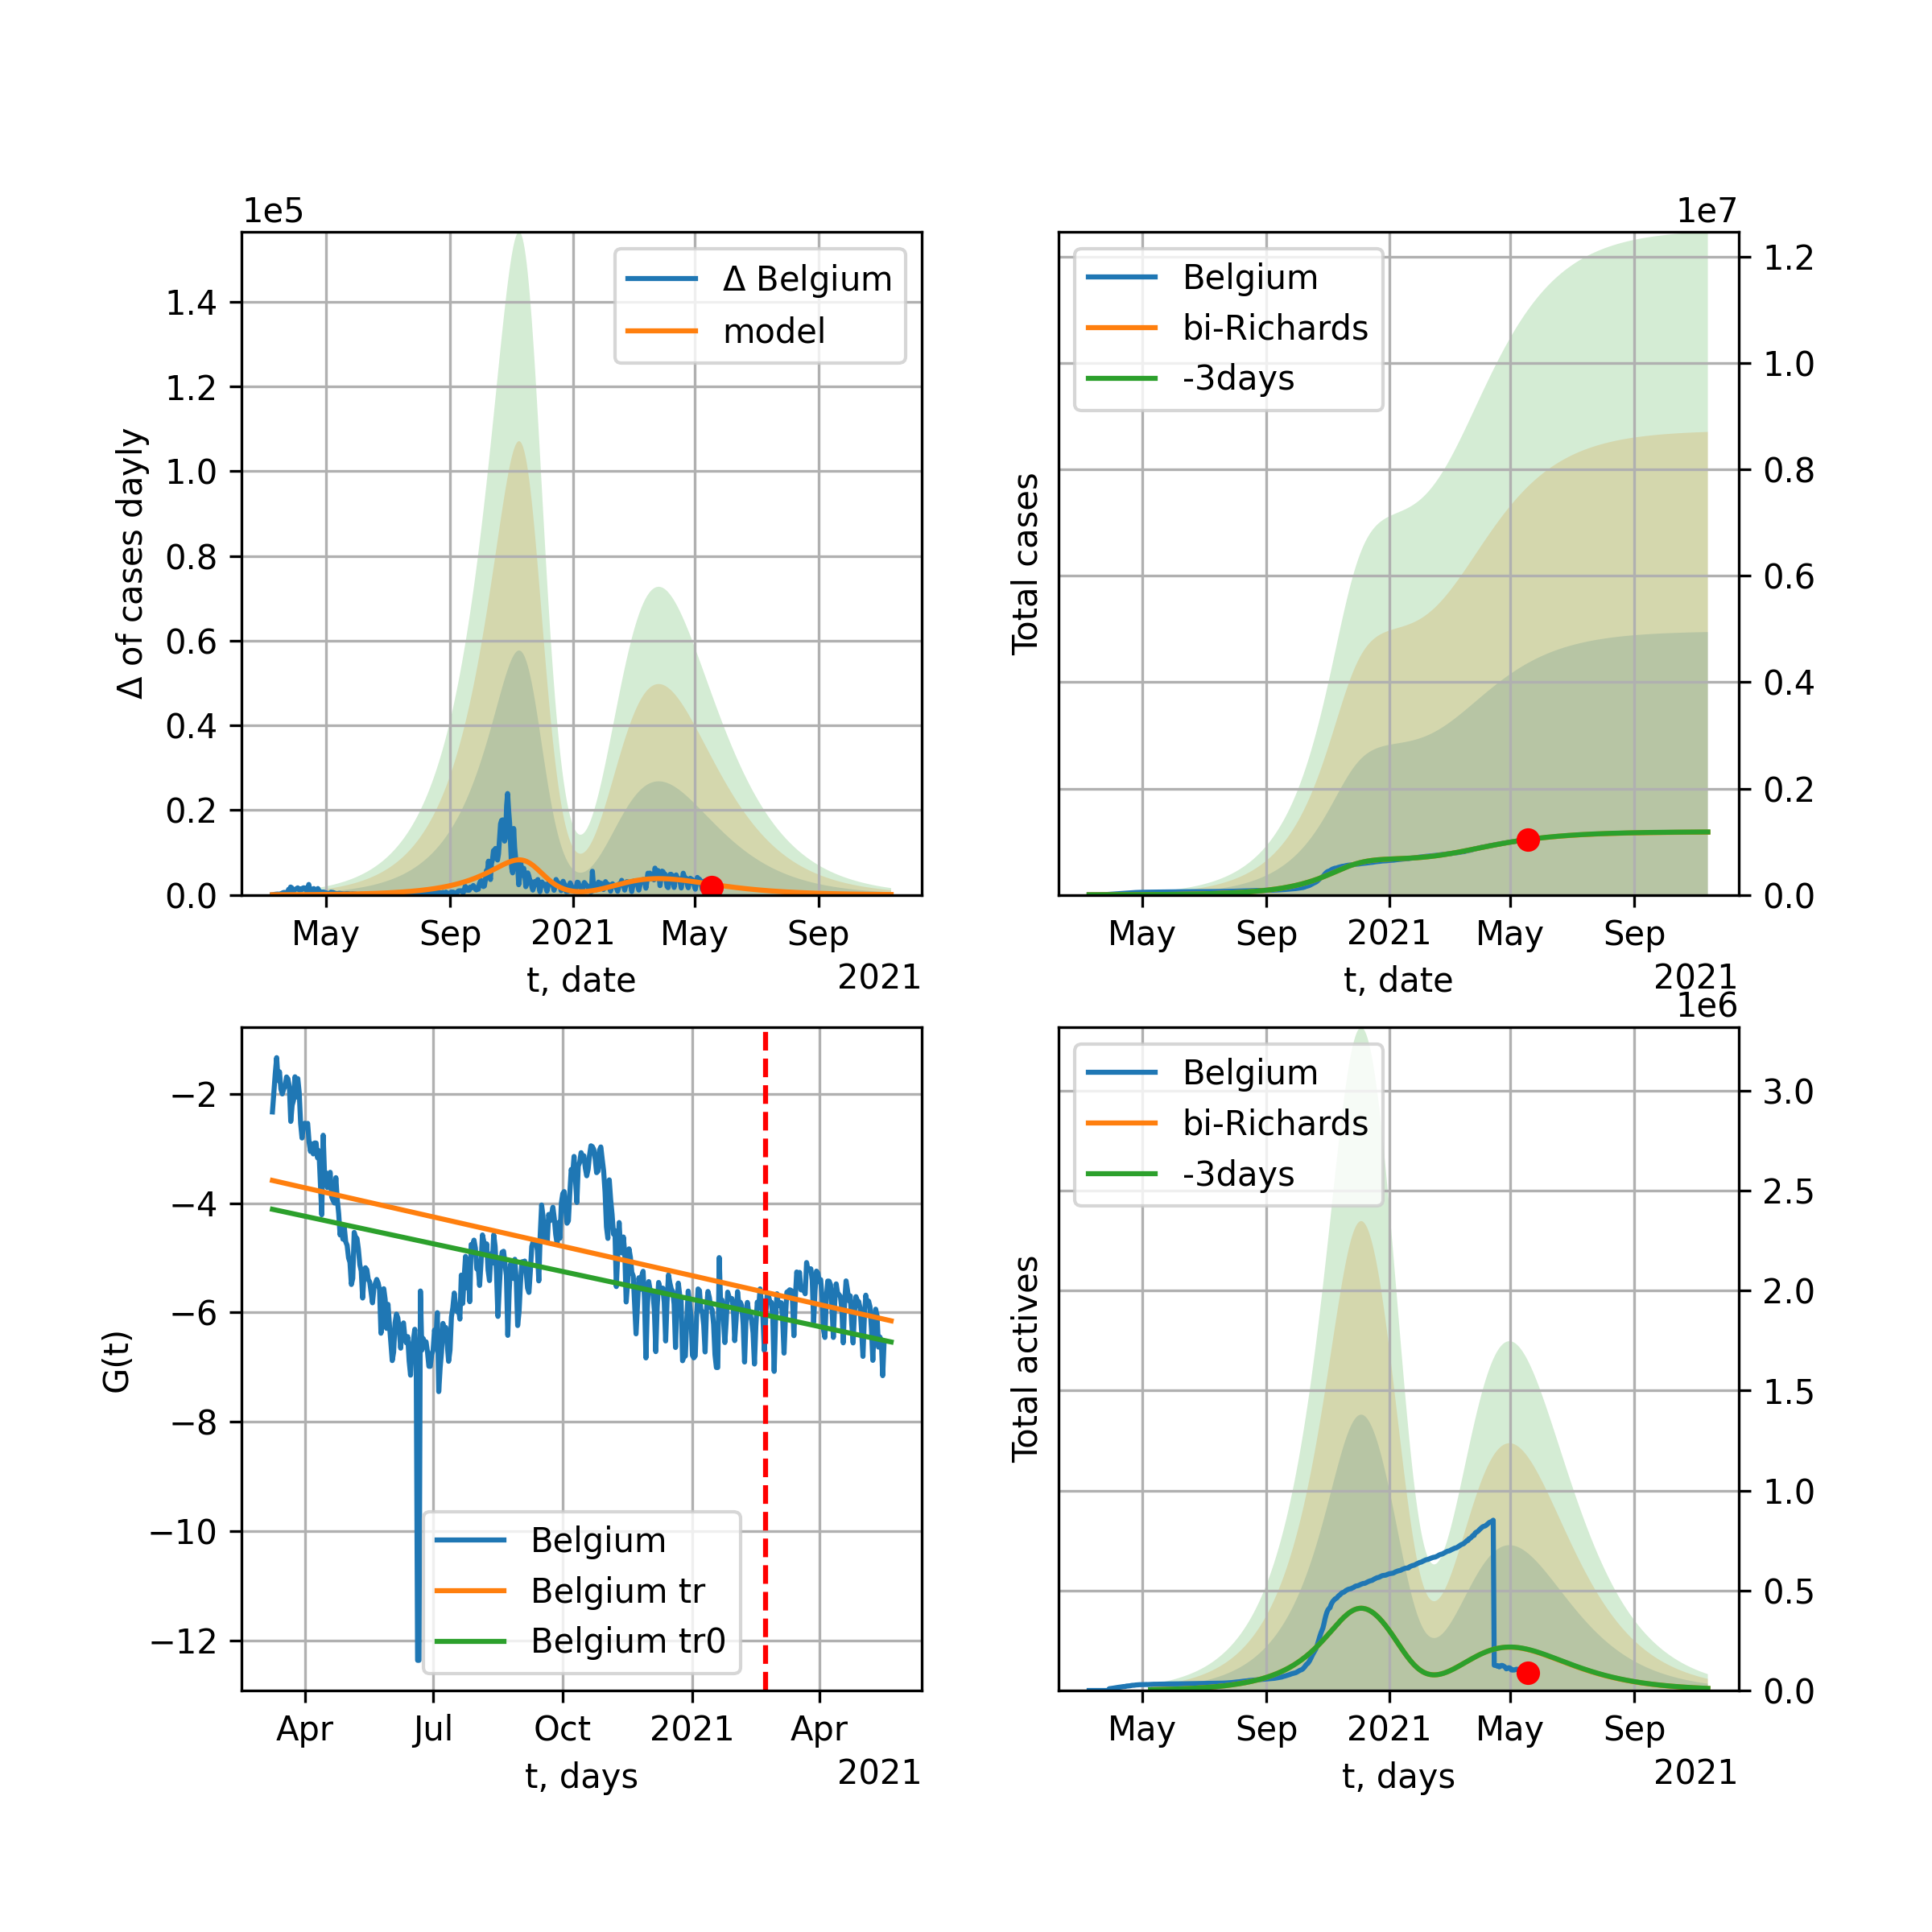 1e5
Δ of cases dayly
1.4
1.2
1.0
0.8
0.6
0.4
0.2
0.0
Δ Belgium
model
May Sep 2021 May Sep
t, date
2021
1e7
Total cases
Belgium
bi-Richards
-3days
1.2
1.0
0.8
0.6
0.4
0.2
0.0
May Sep 2021 May Sep
t, date
2021
G(t)
−2
−4
−6
−8
−10
−12
Belgium
Belgium tr
Belgium tr0
Apr Jul Oct 2021 Apr
t, days
2021
1e6
Total actives
Belgium
bi-Richards
-3days
3.0
2.5
2.0
1.5
1.0
0.5
0.0
May Sep 2021 May Sep
t, days
2021